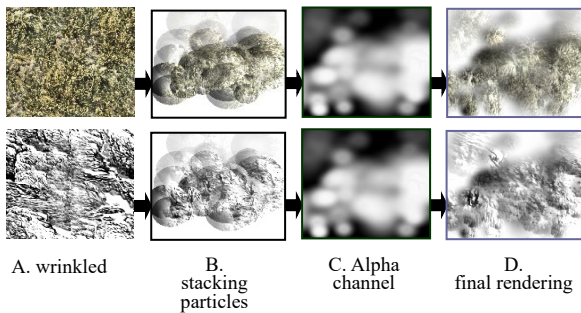 A. wrinkled
B.
stacking
particles
C. Alpha
channel
D.
final rendering